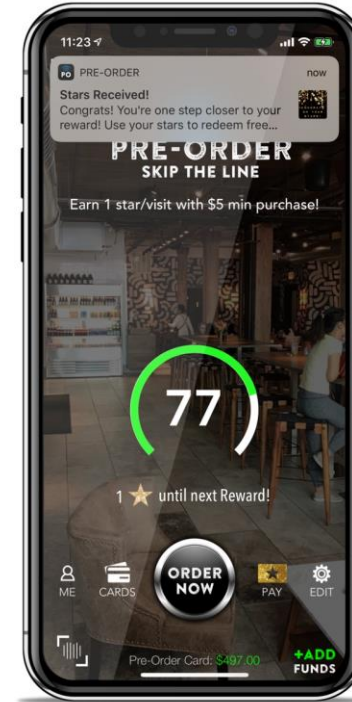 11:23
PO PRE-ORDER now
Stars Received!
Congrats! You're one step closer to your
reward! Use your stars to redeem free...
PRE-ORDER
SKIP THE LINE
Earn 1 star/visit with $5 min purchase!
77
1 until next Reward!
ORDER
NOW
ME CARDS PAY EDIT
Pre-Order Card: $497.00
+ADD
FUNDS